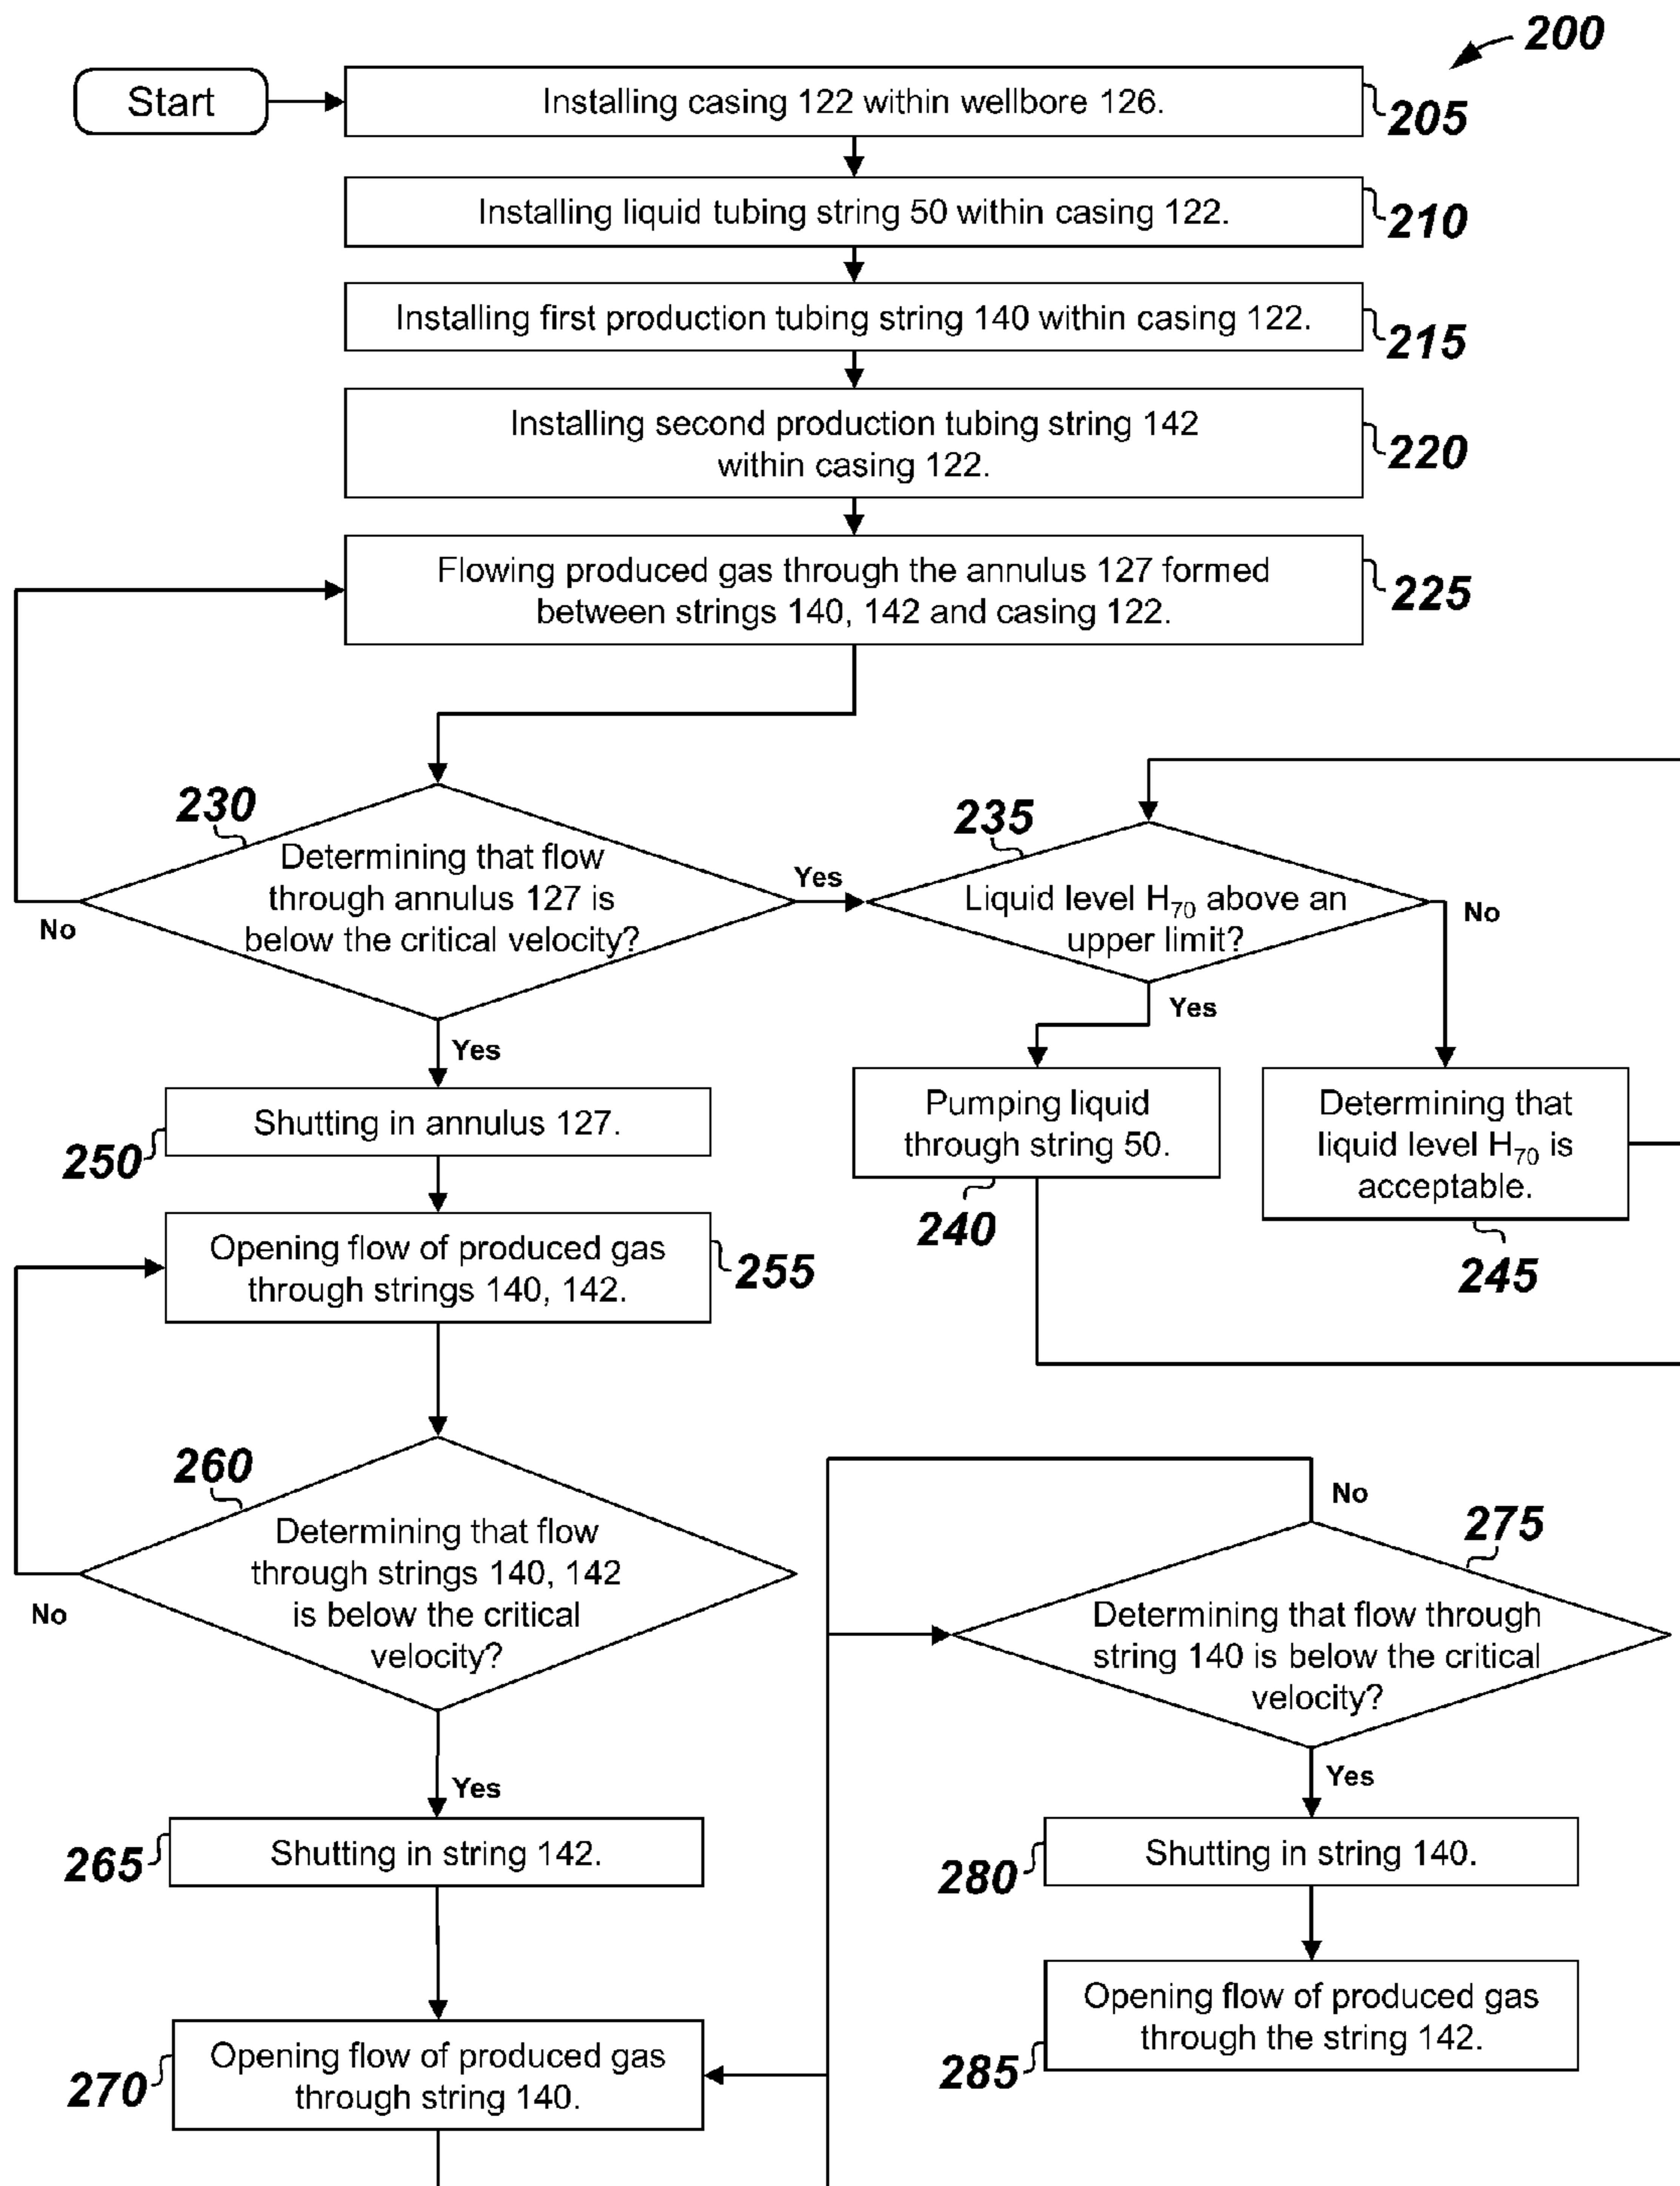 200
Start
Installing casing 122 within wellbore 126.
205
Installing liquid tubing string 50 within casing 122.
210
Installing first production tubing string 140 within casing 122.
215
Installing second production tubing string 142
within casing 122.
220
Flowing produced gas through the annulus 127 formed
between strings 140, 142 and casing 122.
225
230
Determining that flow
through annulus 127 is
below the critical velocity?
No
Yes
235
Liquid level H70 above an
upper limit?
No
Yes
Yes
Pumping liquid
through string 50.
240
Determining that
liquid level H70 is
acceptable.
245
Shutting in annulus 127.
250
Opening flow of produced gas
through strings 140, 142.
255
260
Determining that flow
through strings 140, 142
is below the critical
velocity?
No
Yes
Shutting in string 142.
265
Opening flow of produced gas
through string 140.
270
No
275
Determining that flow through
string 140 is below the critical
velocity?
Yes
Shutting in string 140.
280
Opening flow of produced gas
through the string 142.
285